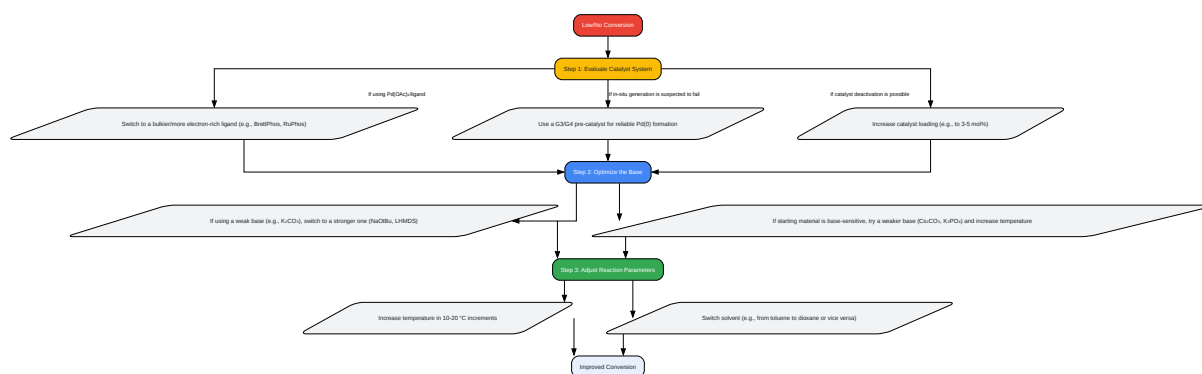 Low/No Conversion
Step 1: Evaluate Catalyst System
If using Pd(OAc)₂/ligand
If in-situ generation is suspected to fail
If catalyst deactivation is possible
Switch to a bulkier/more electron-rich ligand (e.g., BrettPhos, RuPhos)
Use a G3/G4 pre-catalyst for reliable Pd(0) formation
Increase catalyst loading (e.g., to 3-5 mol%)
Step 2: Optimize the Base
If using a weak base (e.g., K₂CO₃), switch to a stronger one (NaOtBu, LHMDS)
If starting material is base-sensitive, try a weaker base (Cs₂CO₃, K₃PO₄) and increase temperature
Step 3: Adjust Reaction Parameters
Increase temperature in 10-20 °C increments
Switch solvent (e.g., from toluene to dioxane or vice versa)
Improved Conversion